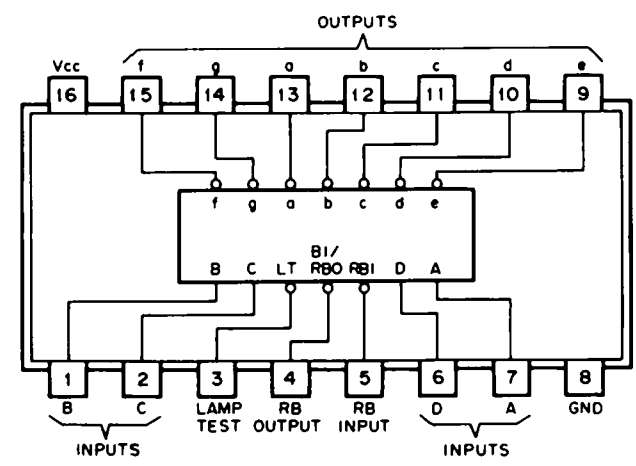 OUTPUTS
Vcc f g a b c d e
16 15 14 13 12 11 10 9
f g a b c d e
BI/
B C LT RBO RBI D A
1 2 3 4 5 6 7 8
B C LAMP TEST RB OUTPUT RB INPUT D A GND
INPUTS INPUTS